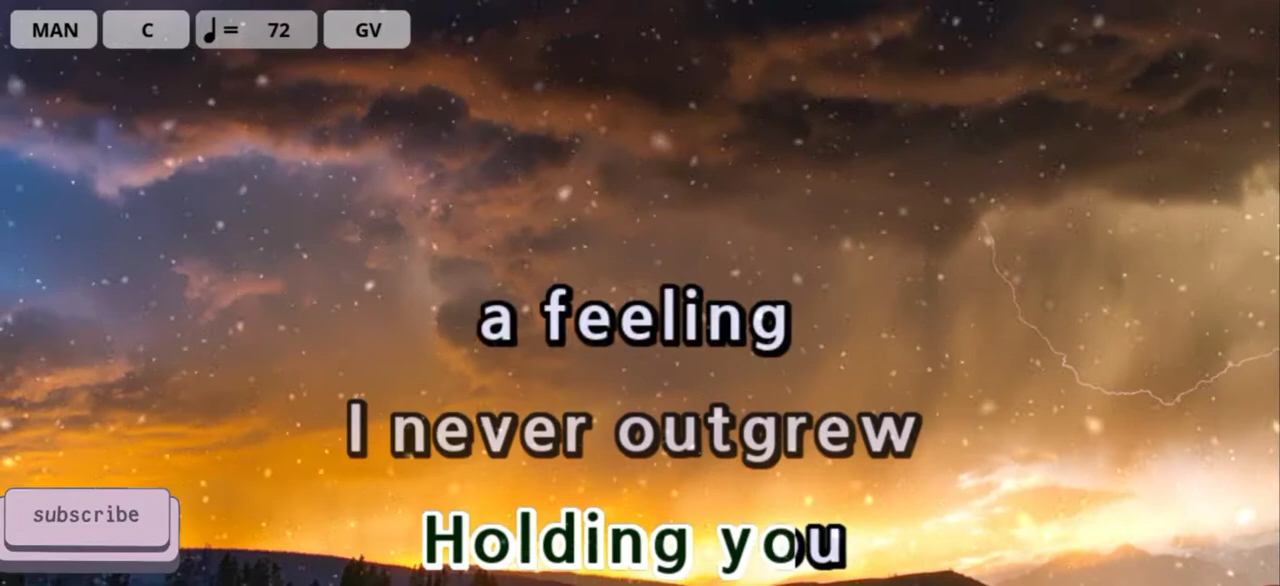 MAN C ♩= 72 GV
a feeling
I never outgrew
Holding you
subscribe